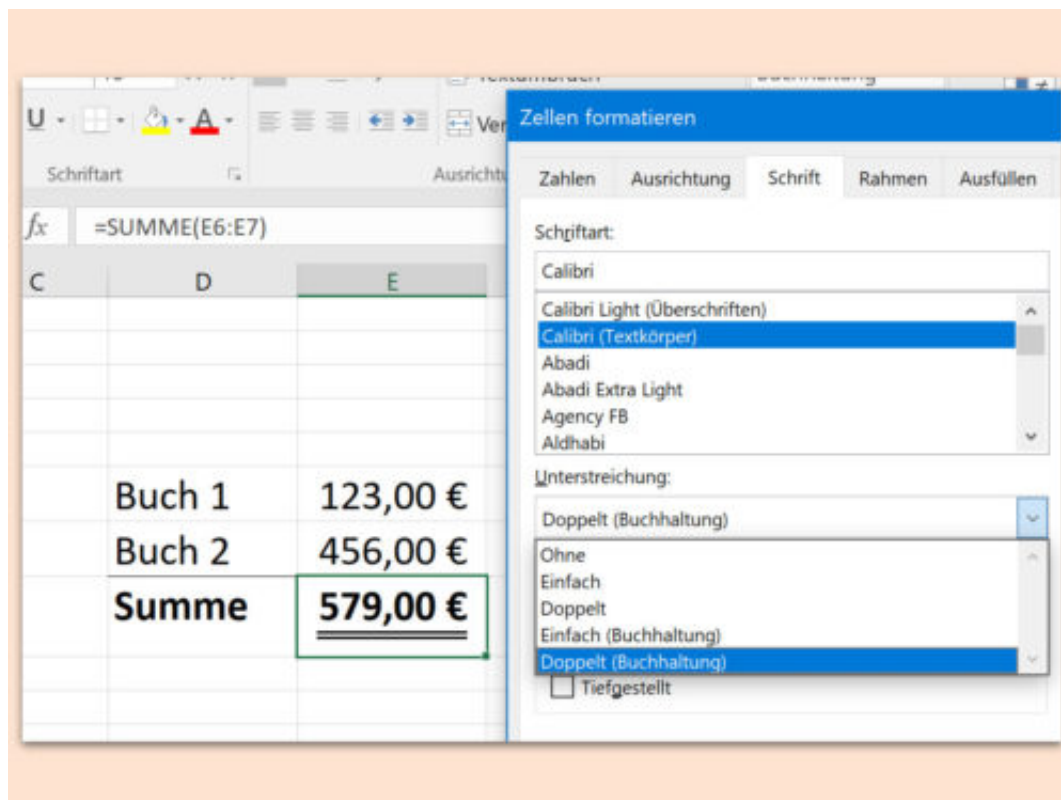 U A Ver
Schriftart Ausricht
fx =SUMME(E6:E7)
C D E
Buch 1 123,00 €
Buch 2 456,00 €
Summe 579,00 €
Zellen formatieren
Zahlen Ausrichtung Schrift Rahmen Ausfüllen
Schriftart:
Calibri
Calibri Light (Überschriften)
Calibri (Textkörper)
Abadi
Abadi Extra Light
Agency FB
Aldhabi
Unterstreichung:
Doppelt (Buchhaltung)
Ohne
Einfach
Doppelt
Einfach (Buchhaltung)
Doppelt (Buchhaltung)
Tiefgestellt